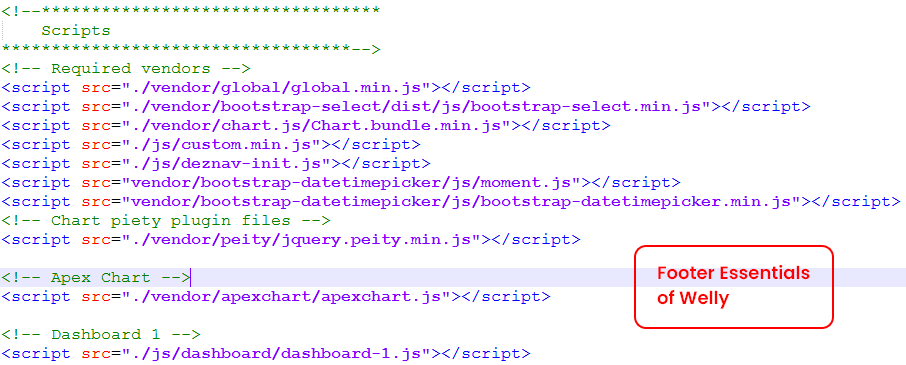 <!--**********************************
    Scripts
***********************************-->
<!-- Required vendors -->
<script src="./vendor/global/global.min.js"></script>
<script src="./vendor/bootstrap-select/dist/js/bootstrap-select.min.js"></script>
<script src="./vendor/chart.js/Chart.bundle.min.js"></script>
<script src="./js/custom.min.js"></script>
<script src="./js/deznav-init.js"></script>
<script src="vendor/bootstrap-datetimepicker/js/moment.js"></script>
<script src="vendor/bootstrap-datetimepicker/js/bootstrap-datetimepicker.min.js"></script>
<!-- Chart piety plugin files -->
<script src="./vendor/peity/jquery.peity.min.js"></script>
<!-- Apex Chart -->
<script src="./vendor/apexchart/apexchart.js"></script>
<!-- Dashboard 1 -->
<script src="./js/dashboard/dashboard-1.js"></script>
Footer Essentials
of Welly